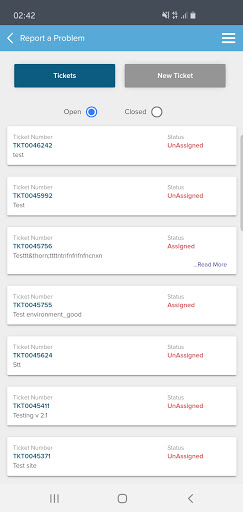 02:42
Report a Problem
Tickets
New Ticket
Open
Closed
Ticket Number Status
TKT0046242 UnAssigned
test
Ticket Number Status
TKT0045992 UnAssigned
Test
Ticket Number Status
TKT0045756 Assigned
Testtt&thorn;ttttntnfnfnfnfncnxn
...Read More
Ticket Number Status
TKT0045755 Assigned
Test environment_good
Ticket Number Status
TKT0045624 UnAssigned
Stt
Ticket Number Status
TKT0045411 UnAssigned
Testing v 2.1
Ticket Number Status
TKT0045371 UnAssigned
Test site